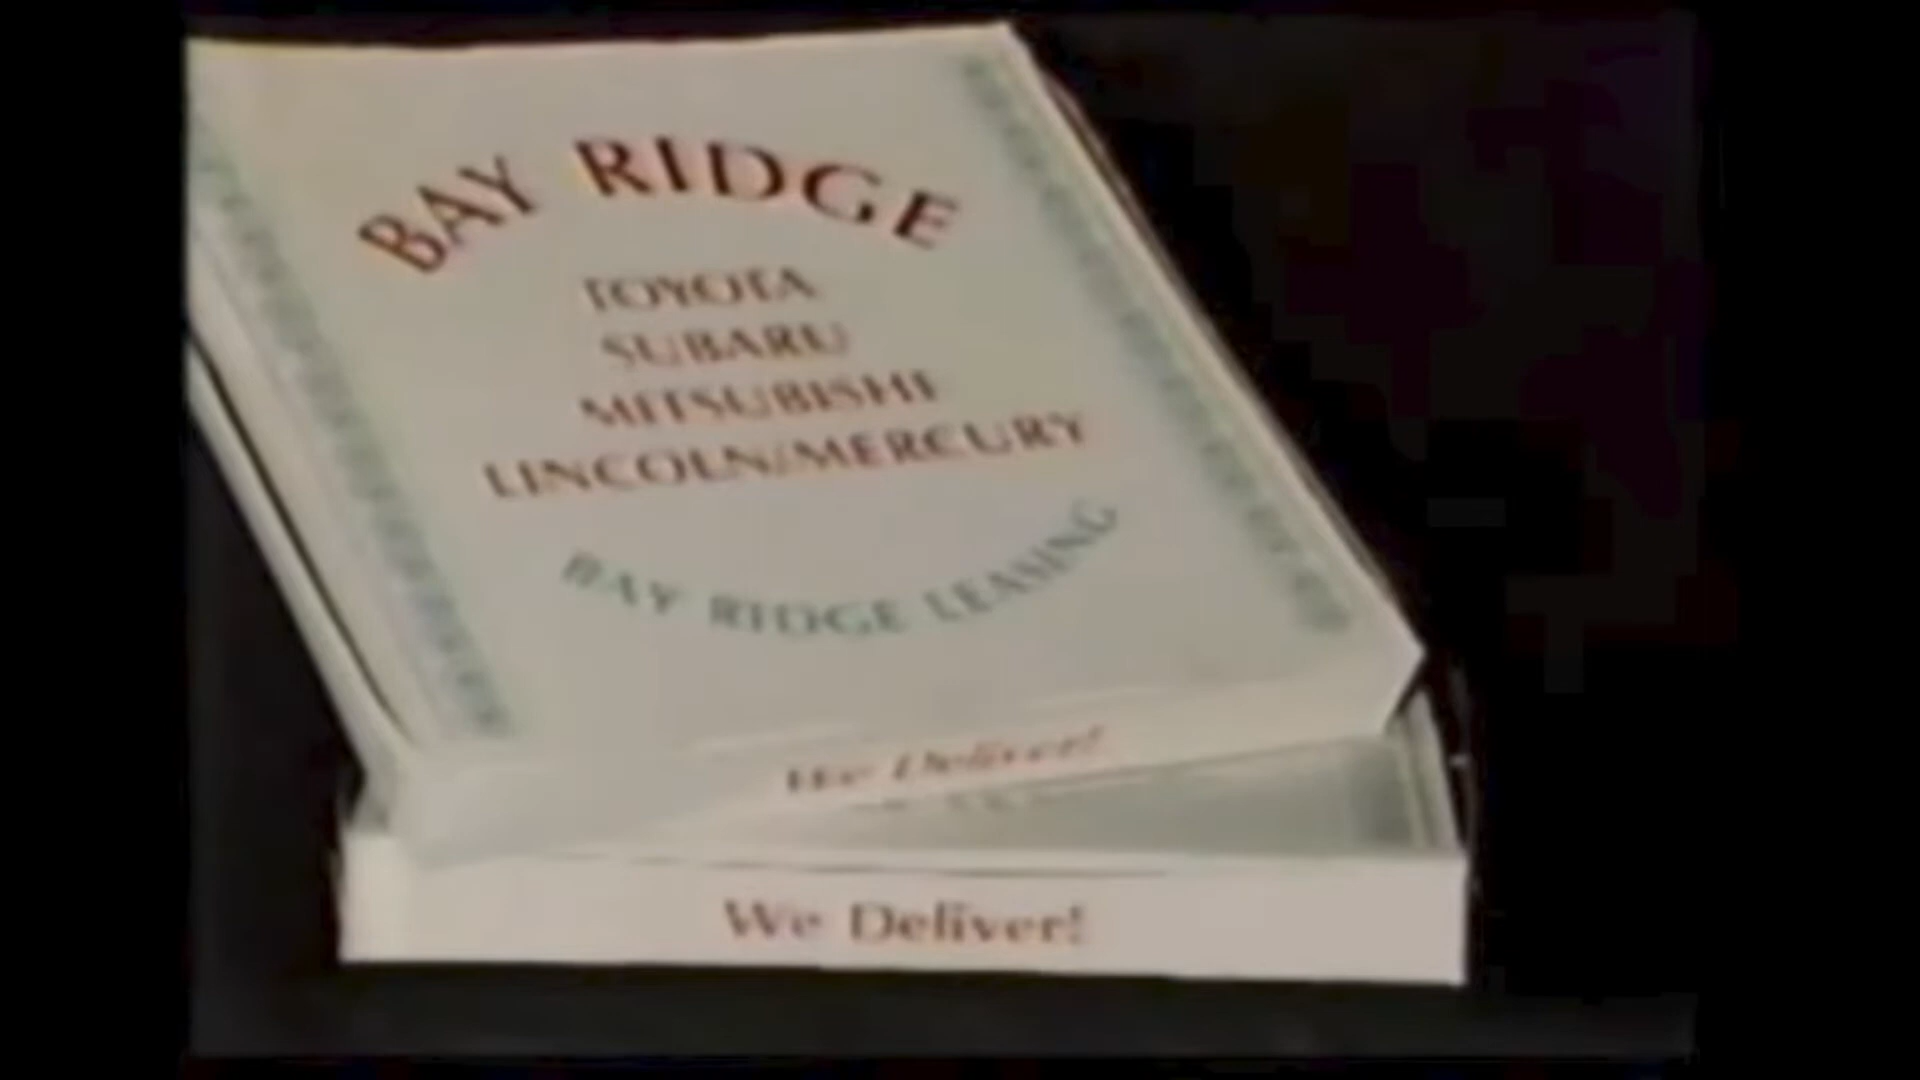 BAY RIDGE
TOYOTA
SUBARU
MITSUBISHI
LINCOLN/MERCURY
BAY RIDGE LEASING
We Deliver!
We Deliver!